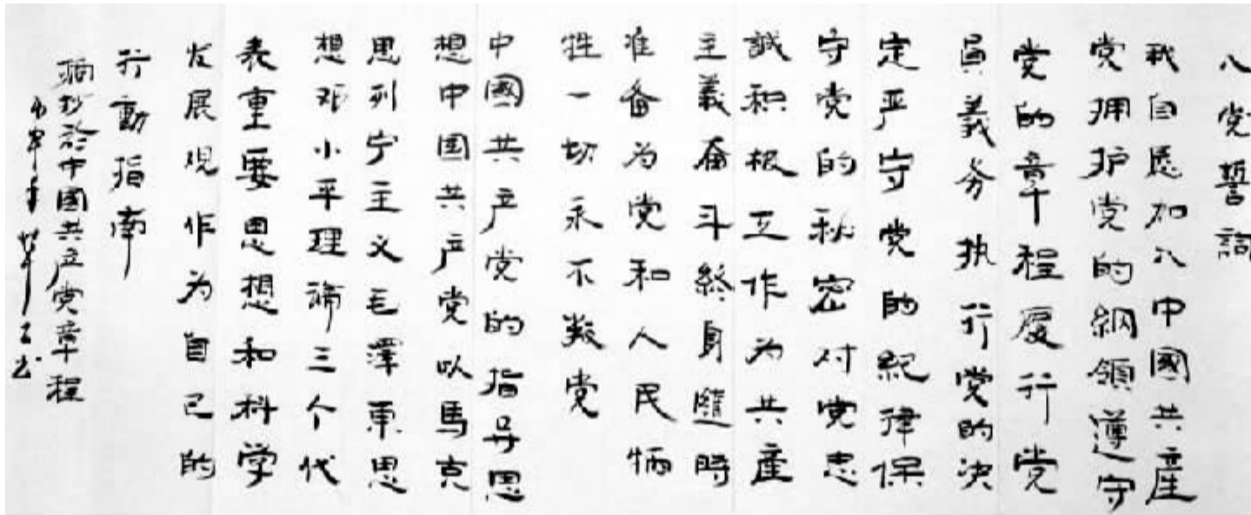 入党誓詞
我自愿加入中國共產
党拥护党的綱領遵守
党的章程履行党
員義务执行党的决
定严守党的紀律保
守党的秘密对党忠
誠积极工作为共產
主義奋斗終身隨時
准备为党和人民牺
牲一切永不叛党
中國共产党的指导思
想中国共产党以馬克
思列宁主义毛澤東思
想邓小平理論三个代
表重要思想和科学
发展观作为自己的
行動指南
摘抄於中國共产党章程